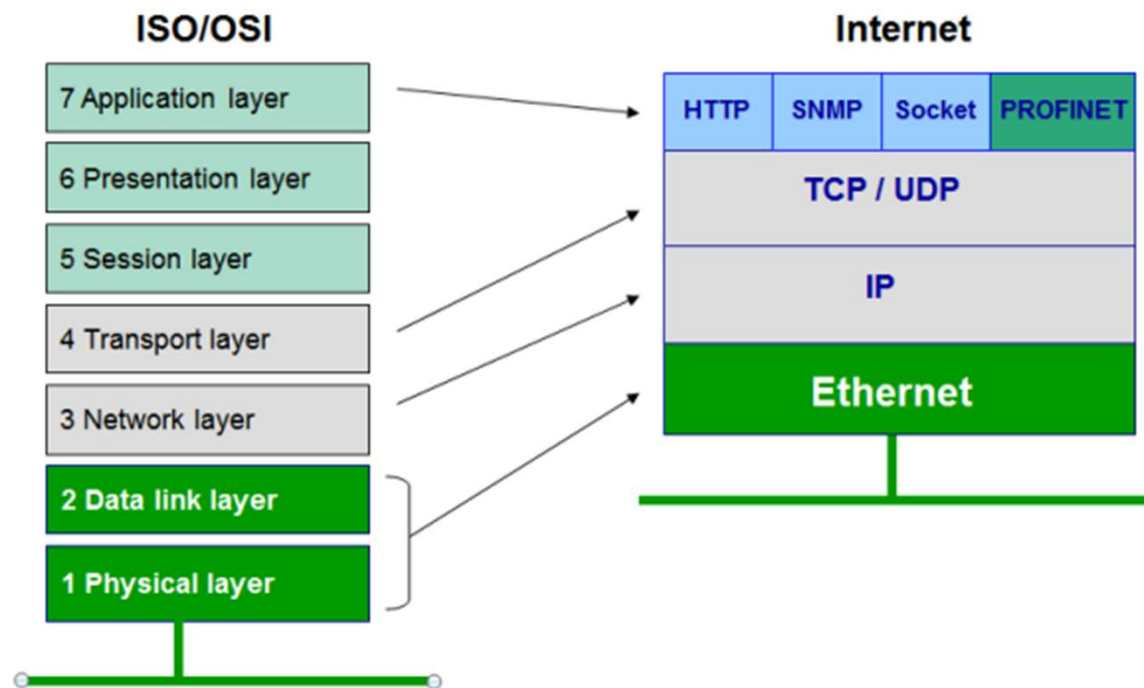 ISO/OSI
7 Application layer
6 Presentation layer
5 Session layer
4 Transport layer
3 Network layer
2 Data link layer
1 Physical layer
Internet
HTTP SNMP Socket PROFINET
TCP / UDP
IP
Ethernet